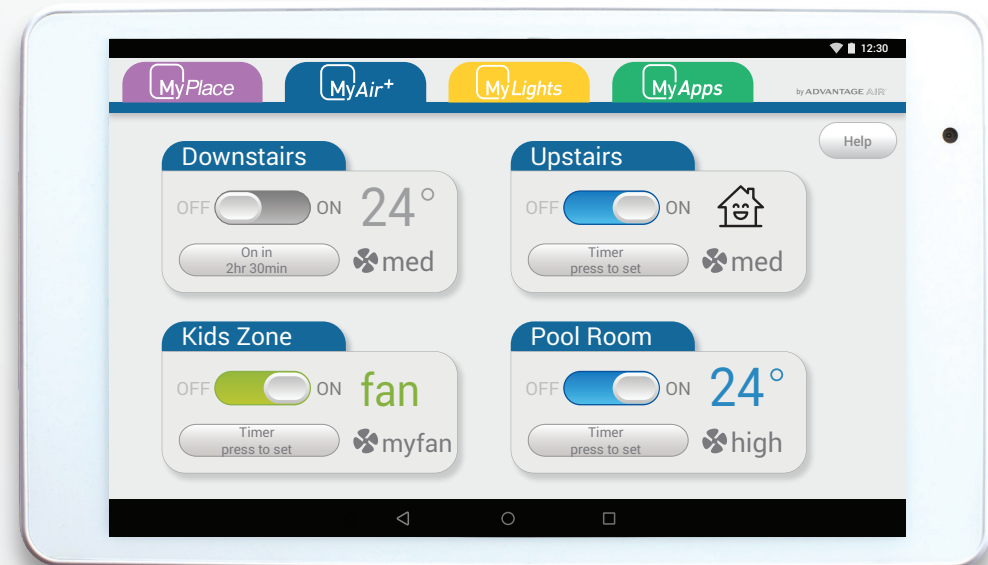 12:30
MyPlace
MyAir+
MyLights
MyApps
by ADVANTAGE AIR
Help
Downstairs
OFF ON 24°
On in
2hr 30min
med
Upstairs
OFF ON
Timer
press to set
med
Kids Zone
OFF ON fan
Timer
press to set
myfan
Pool Room
OFF ON 24°
Timer
press to set
high